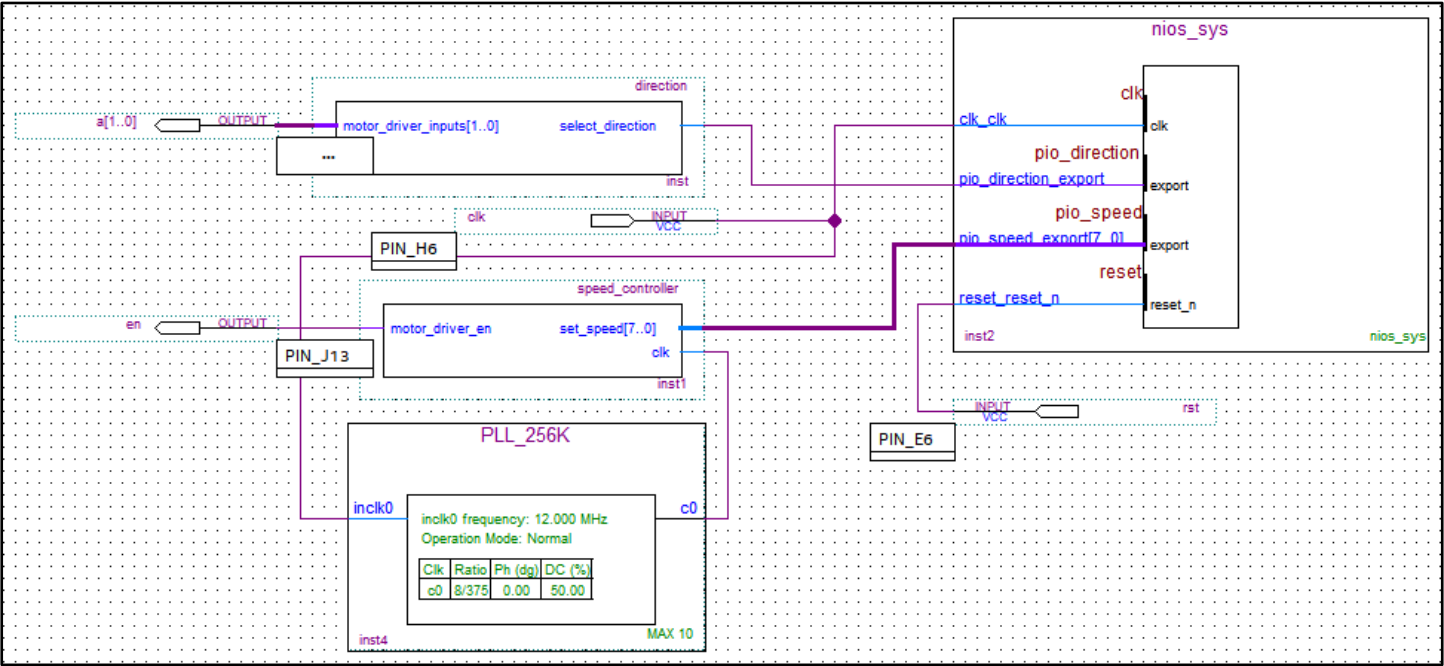 nios_sys
direction
clk
a[1..0]
OUTPUT
motor_driver_inputs[1..0]
select_direction
clk_clk
clk
...
pio_direction
inst
pio_direction_export
export
clk
INPUT
VCC
pio_speed
PIN_H6
pio_speed_export[7..0]
export
speed_controller
reset
reset_reset_n
reset_n
en
OUTPUT
motor_driver_en
set_speed[7..0]
inst2
nios_sys
PIN_J13
clk
inst1
INPUT
VCC
rst
PLL_256K
PIN_E6
inclk0
c0
inclk0 frequency: 12.000 MHz
Operation Mode: Normal
Clk Ratio Ph (dg) DC (%)
c0 8/375 0.00 50.00
inst4
MAX 10